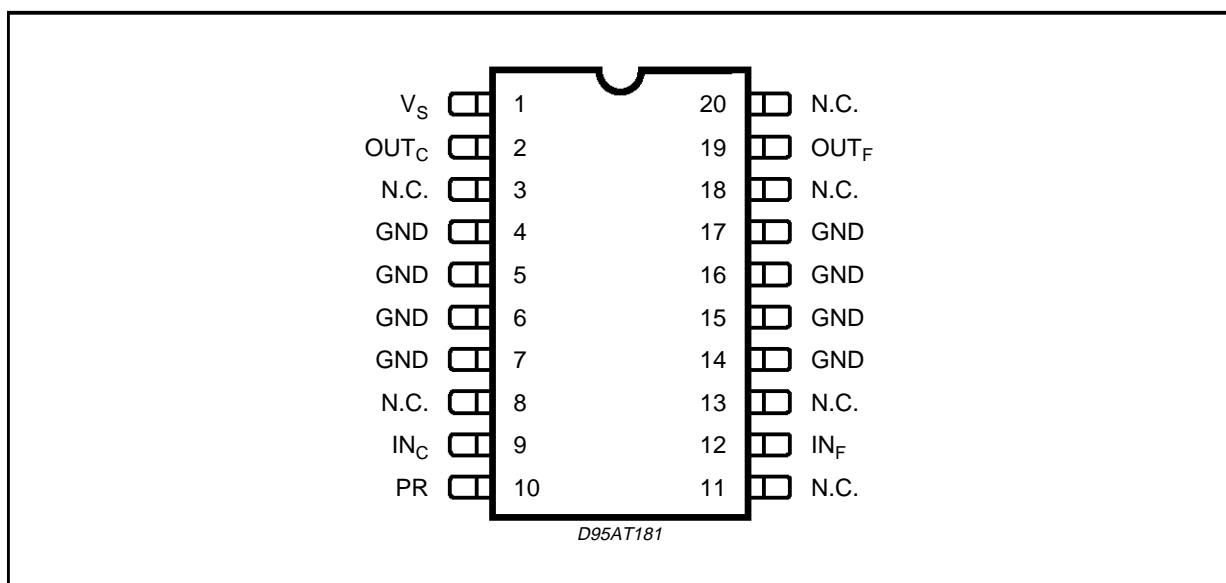 V_S 1 20 N.C.
OUT_C 2 19 OUT_F
N.C. 3 18 N.C.
GND 4 17 GND
GND 5 16 GND
GND 6 15 GND
GND 7 14 GND
N.C. 8 13 N.C.
IN_C 9 12 IN_F
PR 10 11 N.C.
D95AT181